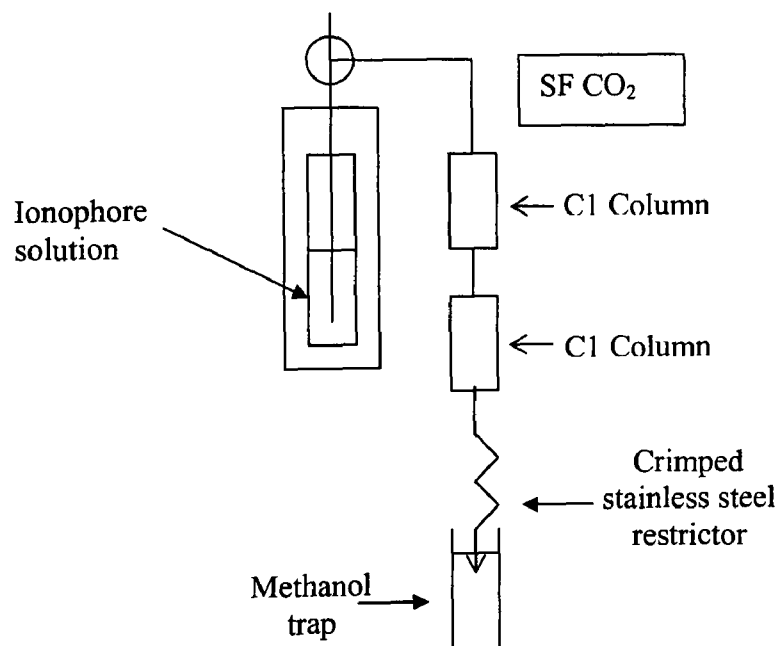 SF CO₂
Ionophore
solution
C1 Column
C1 Column
Crimped
stainless steel
restrictor
Methanol
trap